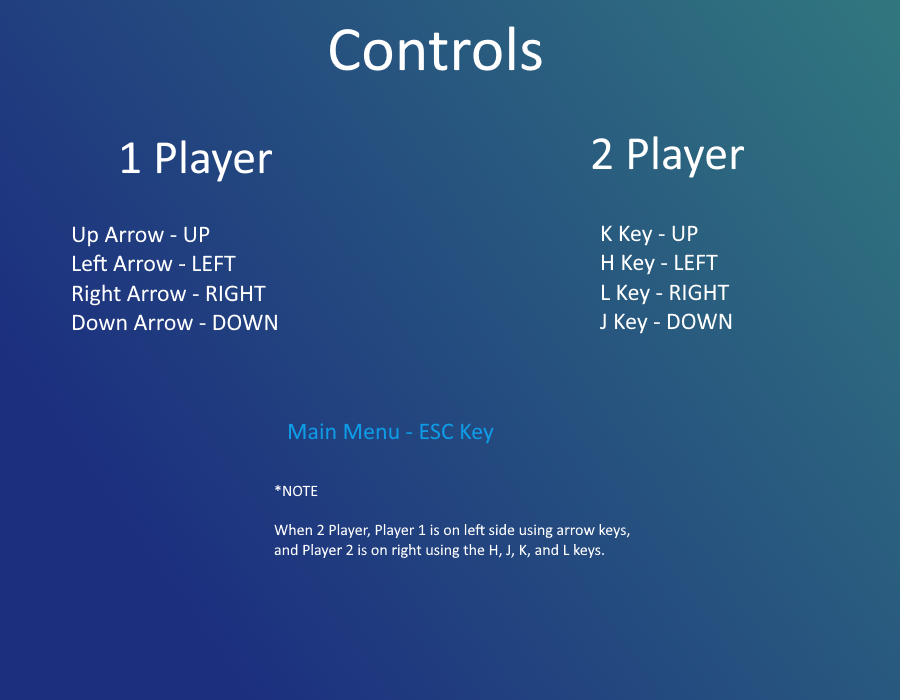 Controls
1 Player
Up Arrow - UP
Left Arrow - LEFT
Right Arrow - RIGHT
Down Arrow - DOWN
2 Player
K Key - UP
H Key - LEFT
L Key - RIGHT
J Key - DOWN
Main Menu - ESC Key
*NOTE
When 2 Player, Player 1 is on left side using arrow keys,
and Player 2 is on right using the H, J, K, and L keys.